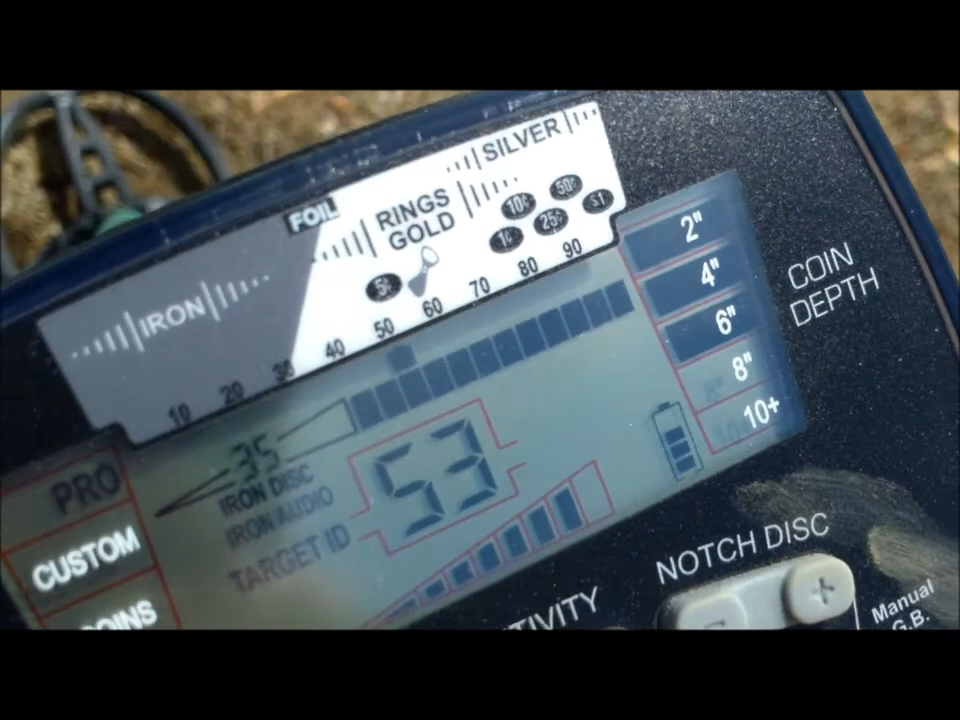 SILVER
FOIL
RINGS
GOLD
50¢
10¢
$1
25¢
1¢
5¢
IRON
10 20 30 40 50 60 70 80 90
2"
4"
6"
8"
10+
COIN
DEPTH
PRO
35
IRON DISC
IRON AUDIO
TARGET ID
53
CUSTOM
COINS
NOTCH DISC
TIVITY
+
-
Manual
G.B.